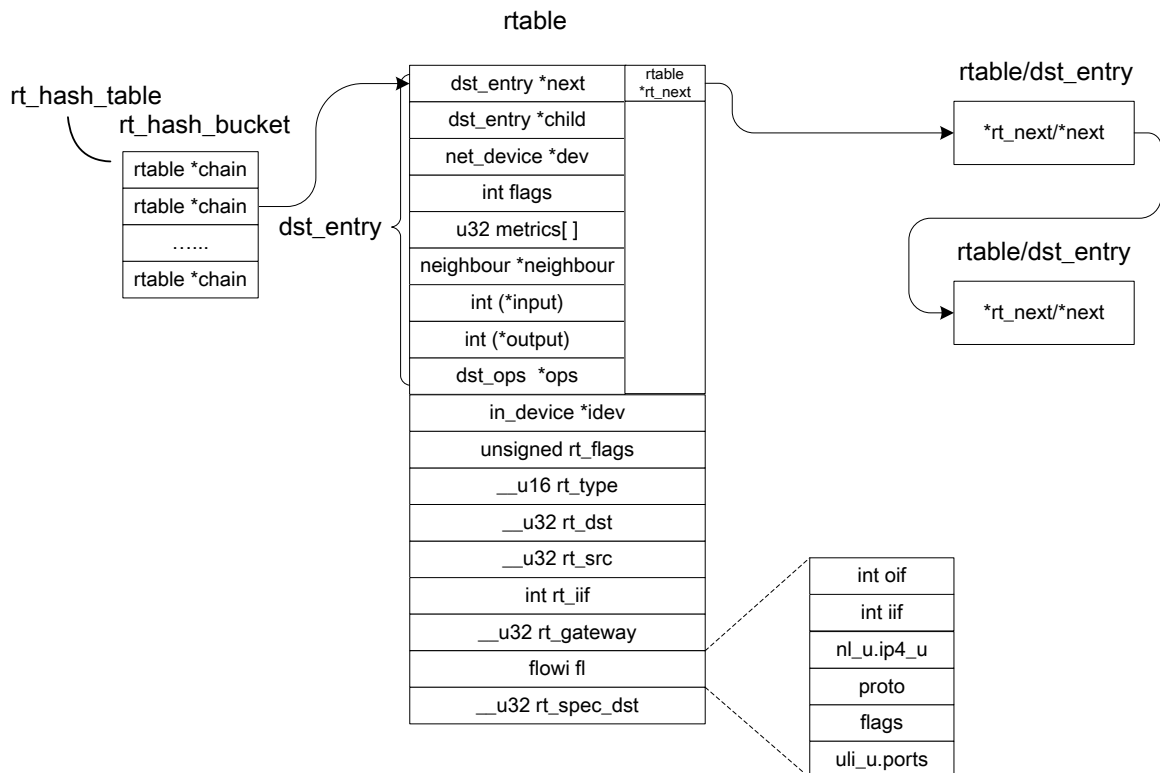 rtable
rt_hash_table
rt_hash_bucket
rtable *chain
rtable *chain
…...
rtable *chain
dst_entry
dst_entry *next
rtable
*rt_next
dst_entry *child
net_device *dev
int flags
u32 metrics[ ]
neighbour *neighbour
int (*input)
int (*output)
dst_ops *ops
in_device *idev
unsigned rt_flags
__u16 rt_type
__u32 rt_dst
__u32 rt_src
int rt_iif
__u32 rt_gateway
flowi fl
__u32 rt_spec_dst
rtable/dst_entry
*rt_next/*next
rtable/dst_entry
*rt_next/*next
int oif
int iif
nl_u.ip4_u
proto
flags
uli_u.ports